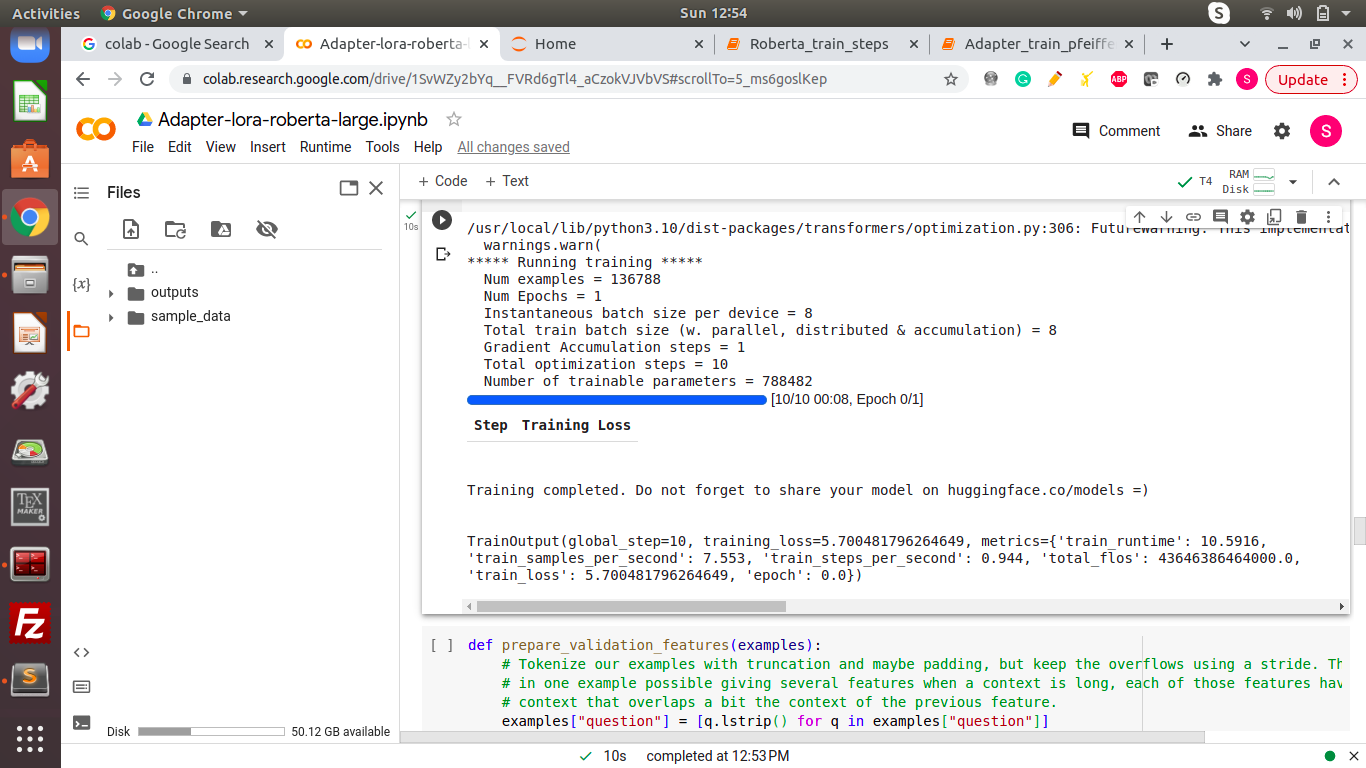 Activities
Google Chrome
Sun 12:54
colab - Google Search
Adapter-lora-roberta-
Home
Roberta_train_steps
Adapter_train_pfeiffe
colab.research.google.com/drive/1SvWZy2bYq__FVRd6gTl4_aCzokVJVbVS#scrollTo=5_ms6goslKep
ABP
S
Update
Adapter-lora-roberta-large.ipynb
File Edit View Insert Runtime Tools Help All changes saved
Comment
Share
S
Files
+ Code + Text
T4
RAM
Disk
..
outputs
sample_data
{x}
10s
/usr/local/lib/python3.10/dist-packages/transformers/optimization.py:306: FutureWarning: This implementat
warnings.warn(
***** Running training *****
Num examples = 136788
Num Epochs = 1
Instantaneous batch size per device = 8
Total train batch size (w. parallel, distributed & accumulation) = 8
Gradient Accumulation steps = 1
Total optimization steps = 10
Number of trainable parameters = 788482
[10/10 00:08, Epoch 0/1]
Step Training Loss
Training completed. Do not forget to share your model on huggingface.co/models =)
TrainOutput(global_step=10, training_loss=5.700481796264649, metrics={'train_runtime': 10.5916,
'train_samples_per_second': 7.553, 'train_steps_per_second': 0.944, 'total_flos': 43646386464000.0,
'train_loss': 5.700481796264649, 'epoch': 0.0})
[ ] def prepare_validation_features(examples):
# Tokenize our examples with truncation and maybe padding, but keep the overflows using a stride. Th
# in one example possible giving several features when a context is long, each of those features hav
# context that overlaps a bit the context of the previous feature.
examples["question"] = [q.lstrip() for q in examples["question"]]
TEX
MAKER
Fz
S
Disk
50.12 GB available
10s completed at 12:53 PM